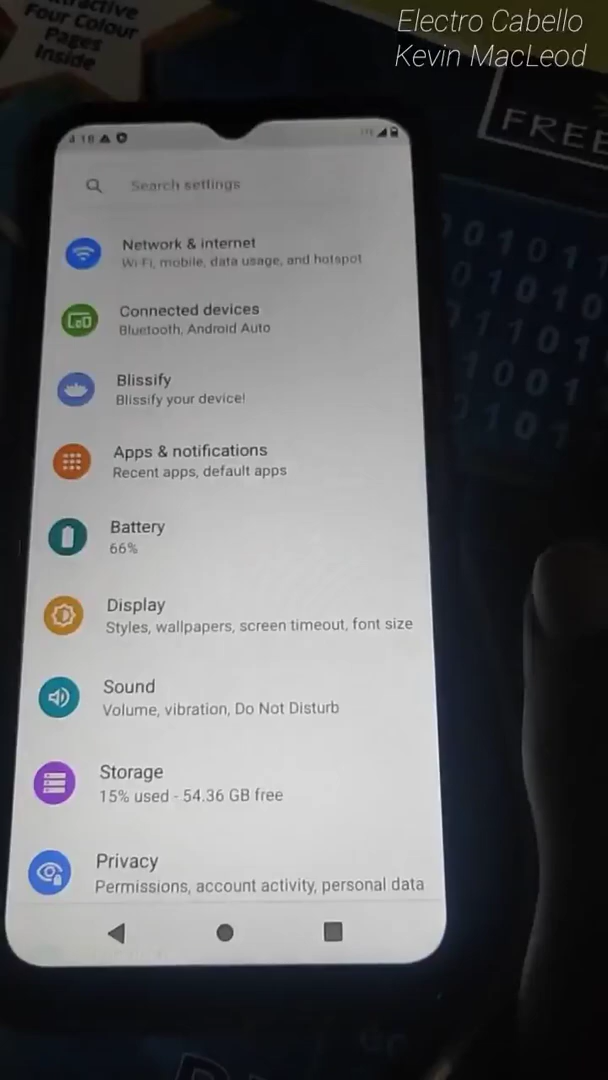 Electro Cabello
Kevin MacLeod
Four Colour
Pages
Inside
FREE
4:16
Search settings
Network & internet
Wi-Fi, mobile, data usage, and hotspot
Connected devices
Bluetooth, Android Auto
Blissify
Blissify your device!
Apps & notifications
Recent apps, default apps
Battery
66%
Display
Styles, wallpapers, screen timeout, font size
Sound
Volume, vibration, Do Not Disturb
Storage
15% used - 54.36 GB free
Privacy
Permissions, account activity, personal data